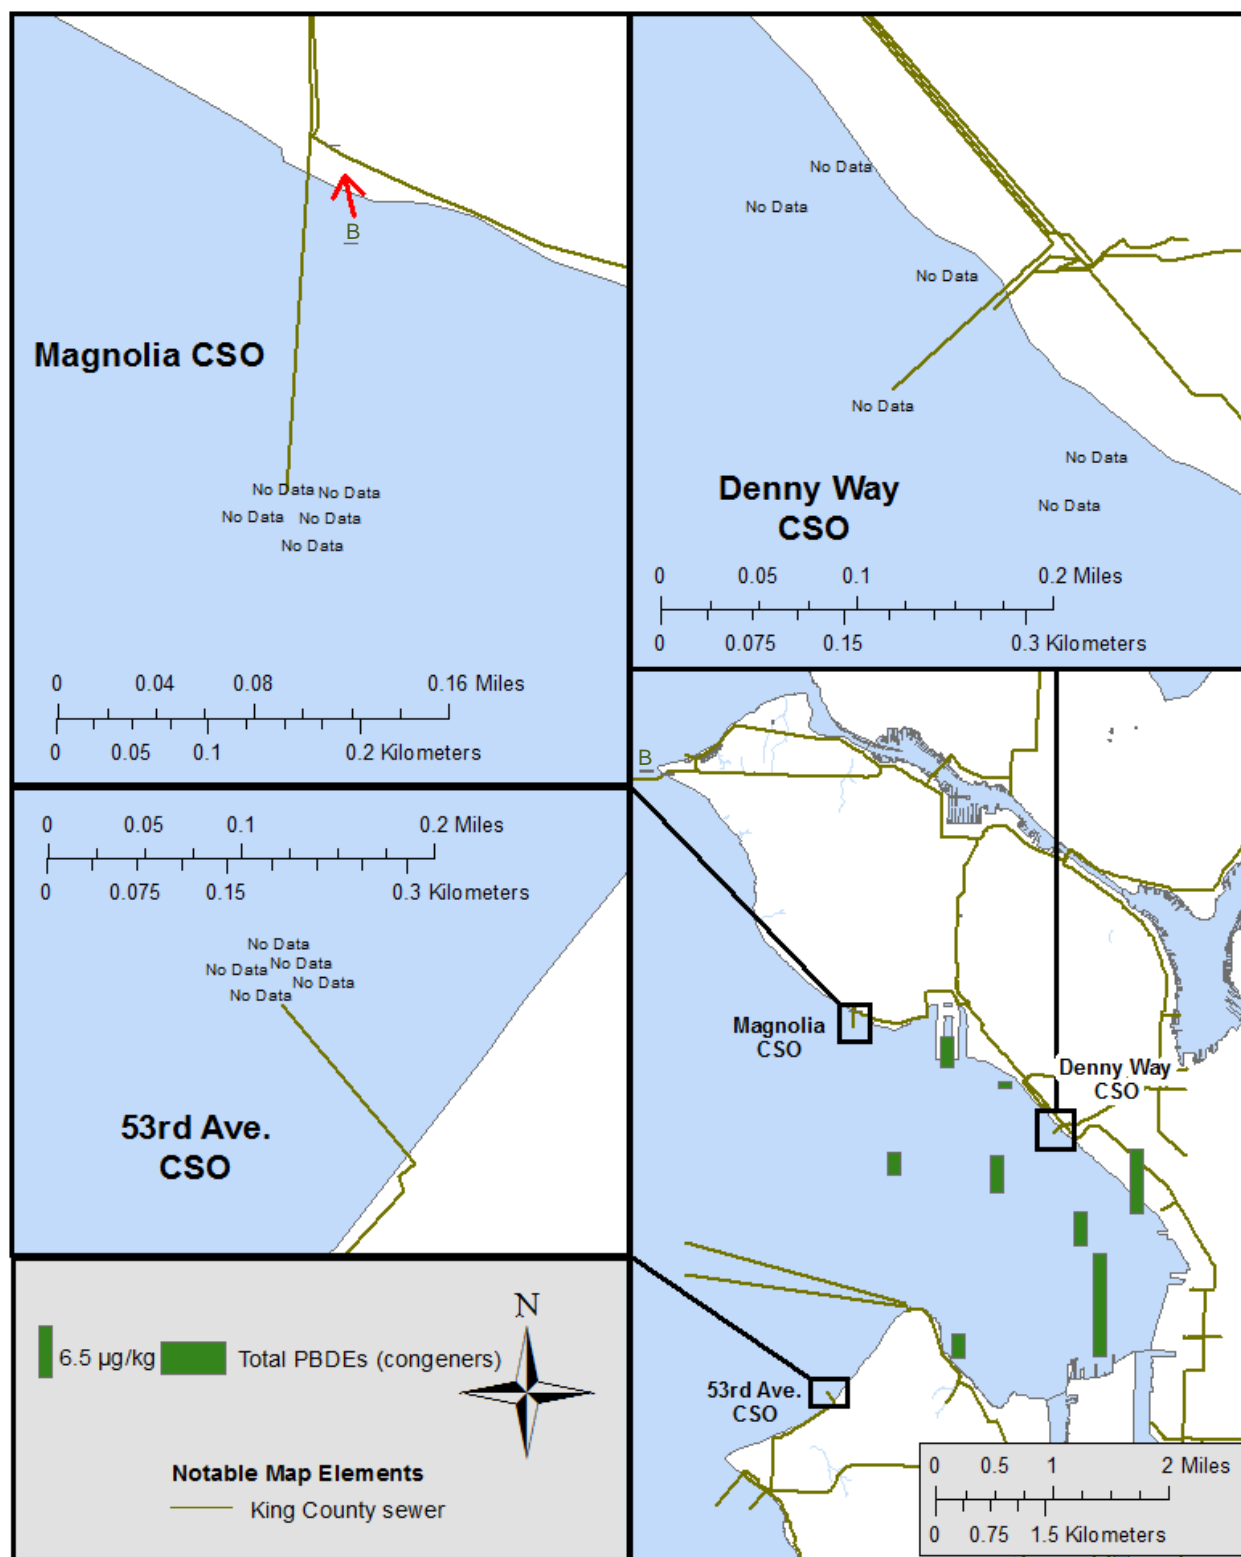 B
Magnolia CSO
No Data No Data
No Data No Data
No Data
0 0.04 0.08 0.16 Miles
0 0.05 0.1 0.2 Kilometers
No Data
No Data
No Data
No Data
No Data
No Data
Denny Way
CSO
0 0.05 0.1 0.2 Miles
0 0.075 0.15 0.3 Kilometers
0 0.05 0.1 0.2 Miles
0 0.075 0.15 0.3 Kilometers
No Data
No Data No Data
No Data
No Data
53rd Ave.
CSO
B
Magnolia
CSO
Denny Way
CSO
53rd Ave.
CSO
0 0.5 1 2 Miles
0 0.75 1.5 Kilometers
N
6.5 µg/kg Total PBDEs (congeners)
Notable Map Elements
King County sewer